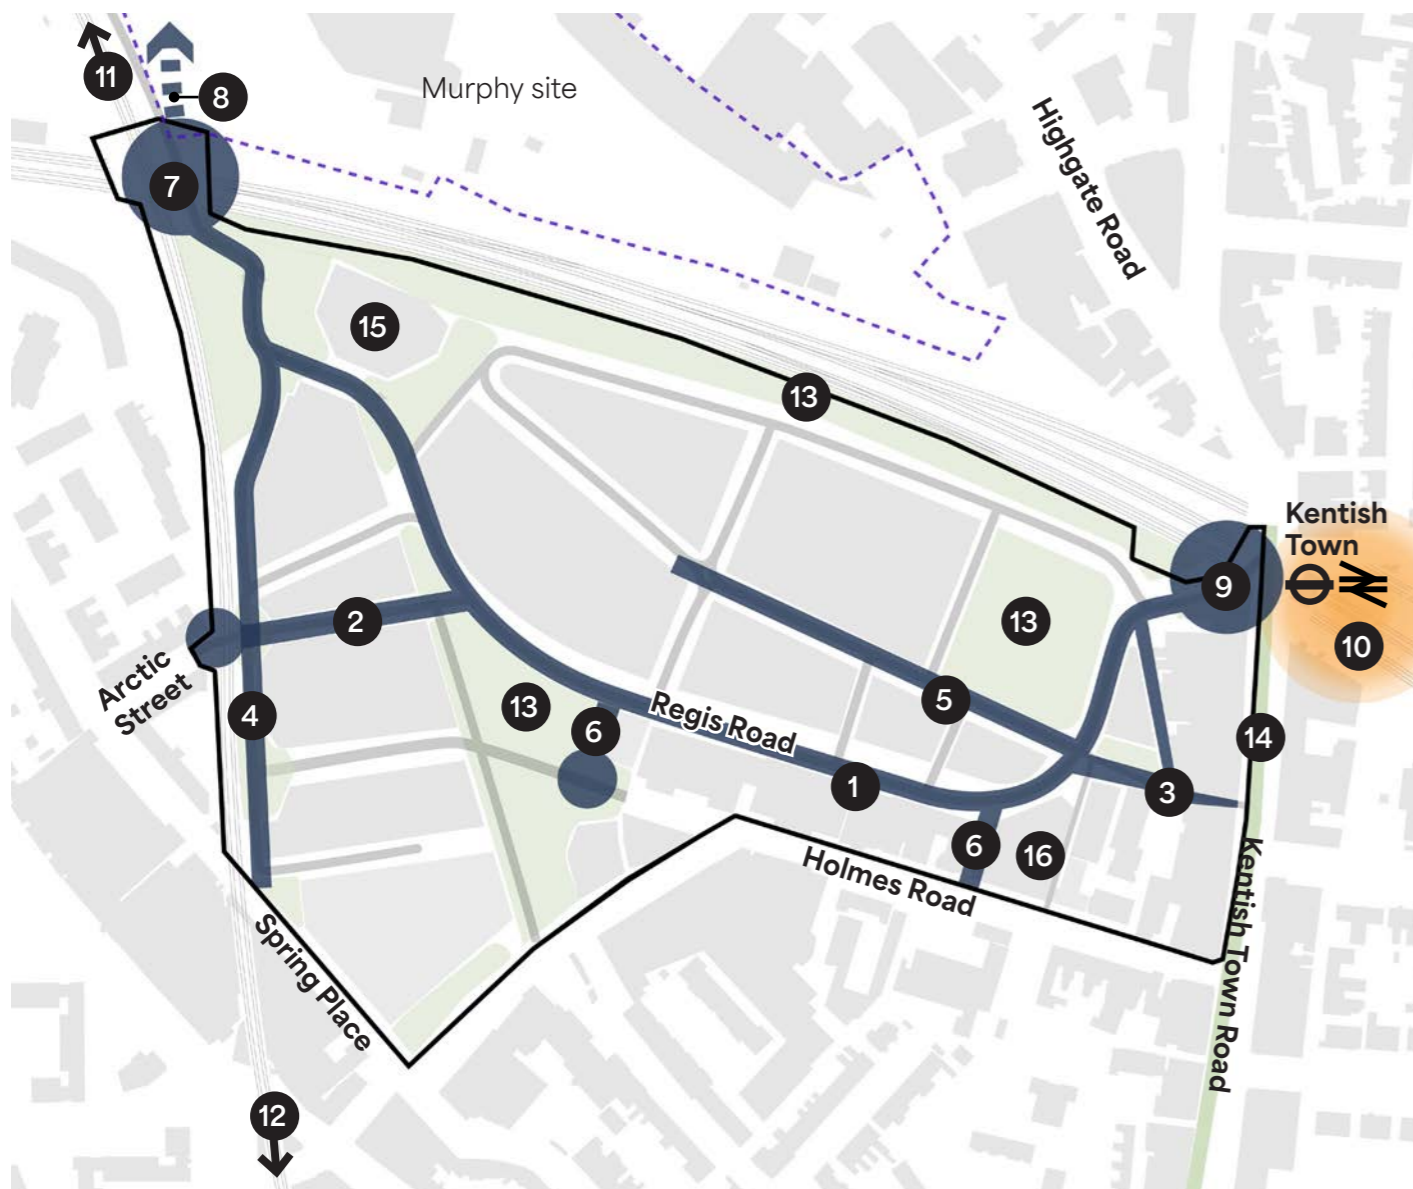 11
8
Murphy site
Highgate Road
7
15
13
Kentish
Town
9
10
2
13
Arctic
Street
4
13
6
Regis Road
5
14
1
3
6
16
Holmes Road
Kentish Town Road
Spring Place
12